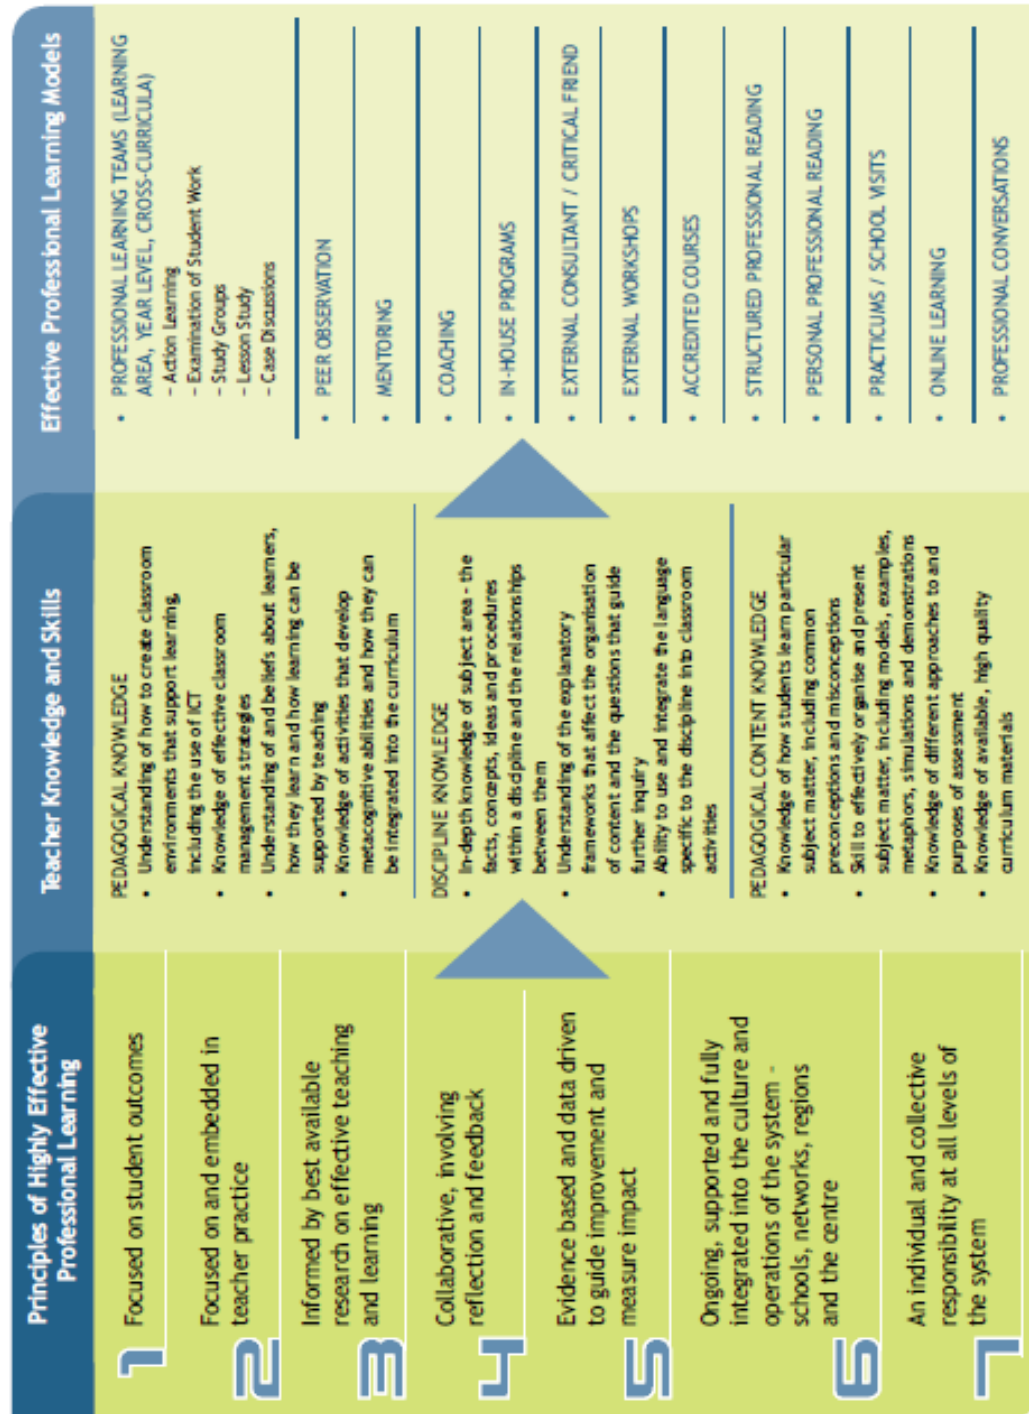 Principles of Highly Effective
Professional Learning
1
Focused on student outcomes
2
Focused on and embedded in
teacher practice
3
Informed by best available
research on effective teaching
and learning
4
Collaborative, involving
reflection and feedback
5
Evidence based and data driven
to guide improvement and
measure impact
6
Ongoing, supported and fully
integrated into the culture and
operations of the system –
schools, networks, regions
and the centre
7
An individual and collective
responsibility at all levels of
the system
Teacher Knowledge and Skills
PEDAGOGICAL KNOWLEDGE
• Understanding of how to create classroom
environments that support learning,
including the use of ICT
• Knowledge of effective classroom
management strategies
• Understanding of and beliefs about learners,
how they learn and how learning can be
supported by teaching
• Knowledge of activities that develop
metacognitive abilities and how they can
be integrated into the curriculum
DISCIPLINE KNOWLEDGE
• In-depth knowledge of subject area - the
facts, concepts, ideas and procedures
within a discipline and the relationships
between them
• Understanding of the explanatory
frameworks that affect the organisation
of content and the questions that guide
further inquiry
• Ability to use and integrate the language
specific to the discipline into classroom
activities
PEDAGOGICAL CONTENT KNOWLEDGE
• Knowledge of how students learn particular
subject matter, including common
preconceptions and misconceptions
• Skill to effectively organise and present
subject matter, including models, examples,
metaphors, simulations and demonstrations
• Knowledge of different approaches to and
purposes of assessment
• Knowledge of available, high quality
curriculum materials
Effective Professional Learning Models
• PROFESSIONAL LEARNING TEAMS (LEARNING
AREA, YEAR LEVEL, CROSS-CURRICULA)
– Action Learning
– Examination of Student Work
– Study Groups
– Lesson Study
– Case Discussions
• PEER OBSERVATION
• MENTORING
• COACHING
• IN-HOUSE PROGRAMS
• EXTERNAL CONSULTANT / CRITICAL FRIEND
• EXTERNAL WORKSHOPS
• ACCREDITED COURSES
• STRUCTURED PROFESSIONAL READING
• PERSONAL PROFESSIONAL READING
• PRACTICUMS / SCHOOL VISITS
• ONLINE LEARNING
• PROFESSIONAL CONVERSATIONS